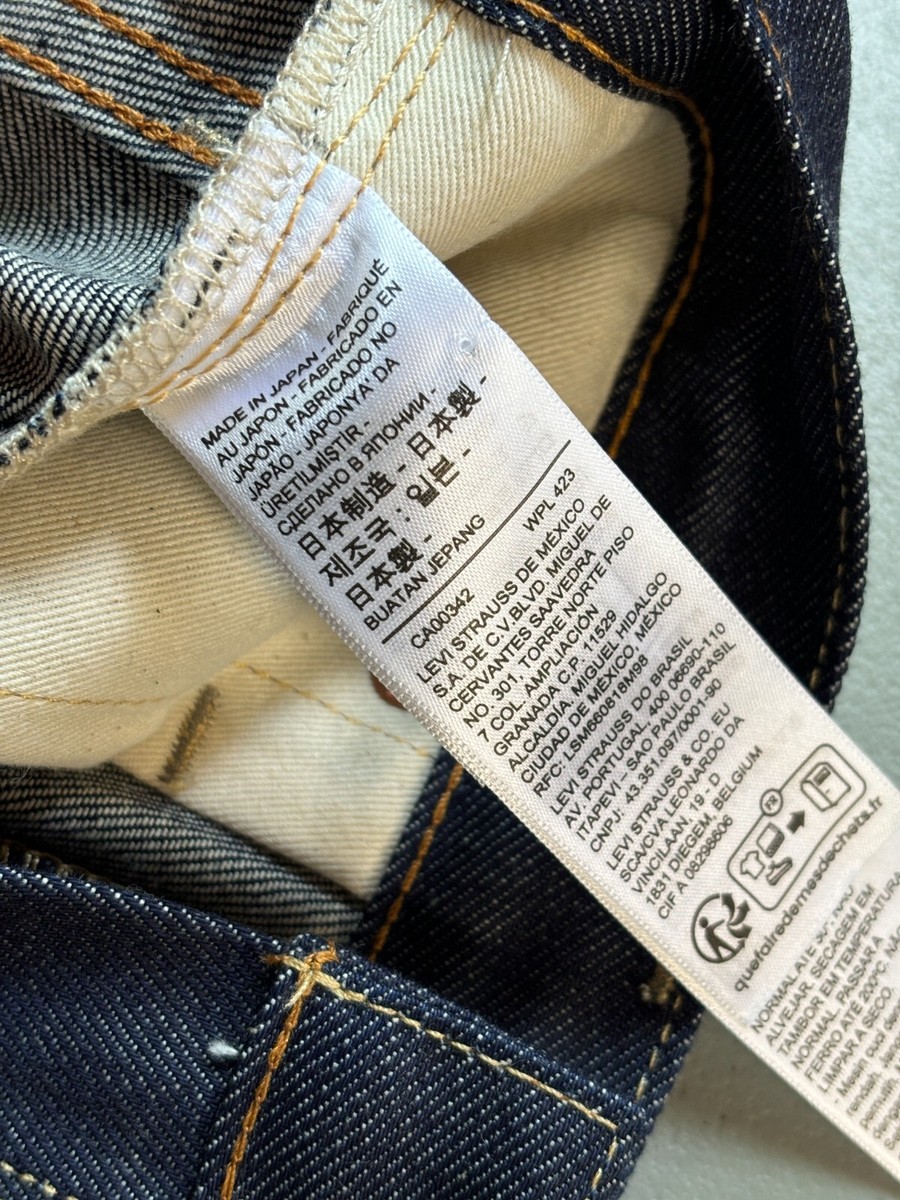 MADE IN JAPAN - FABRIQUÉ
AU JAPON - FABRICADO EN
JAPÓN - FABRICADO NO
JAPÃO - JAPONYA' DA
ÜRETILMIŞTIR -
СДЕЛАНО В ЯПОНИИ -
日本制造 - 日本製 -
제조국 : 일본 -
日本製 -
BUATAN JEPANG
CA00342 WPL 423
LEVI STRAUSS DE MÉXICO
S.A. DE C.V. BLVD. MIGUEL DE
CERVANTES SAAVEDRA
NO. 301, TORRE NORTE PISO
7 COL. AMPLIACIÓN
GRANADA C.P. 11529
ALCALDÍA, MIGUEL HIDALGO
CIUDAD DE MÉXICO, MÉXICO
RFC: LSM660818M98
LEVI STRAUSS DO BRASIL
AV. PORTUGAL, 400 06690-110
ITAPEVI – SAO PAULO BRASIL
CNPJ: 43.351.097/0001-90
LEVI STRAUSS & CO. EU
SCA/CVA LEONARDO DA
VINCILAAN, 19 - D
1831 DIEGEM, BELGIUM
CIF A 08298606
FR
quefairedemesdechets.fr
ALVEJAR SECAGEM EM
TAMBOR EM TEMPERATURA
NORMAL. PASSAR A
FERRO ATÉ 200ºC.
LIMPAR A SECO.